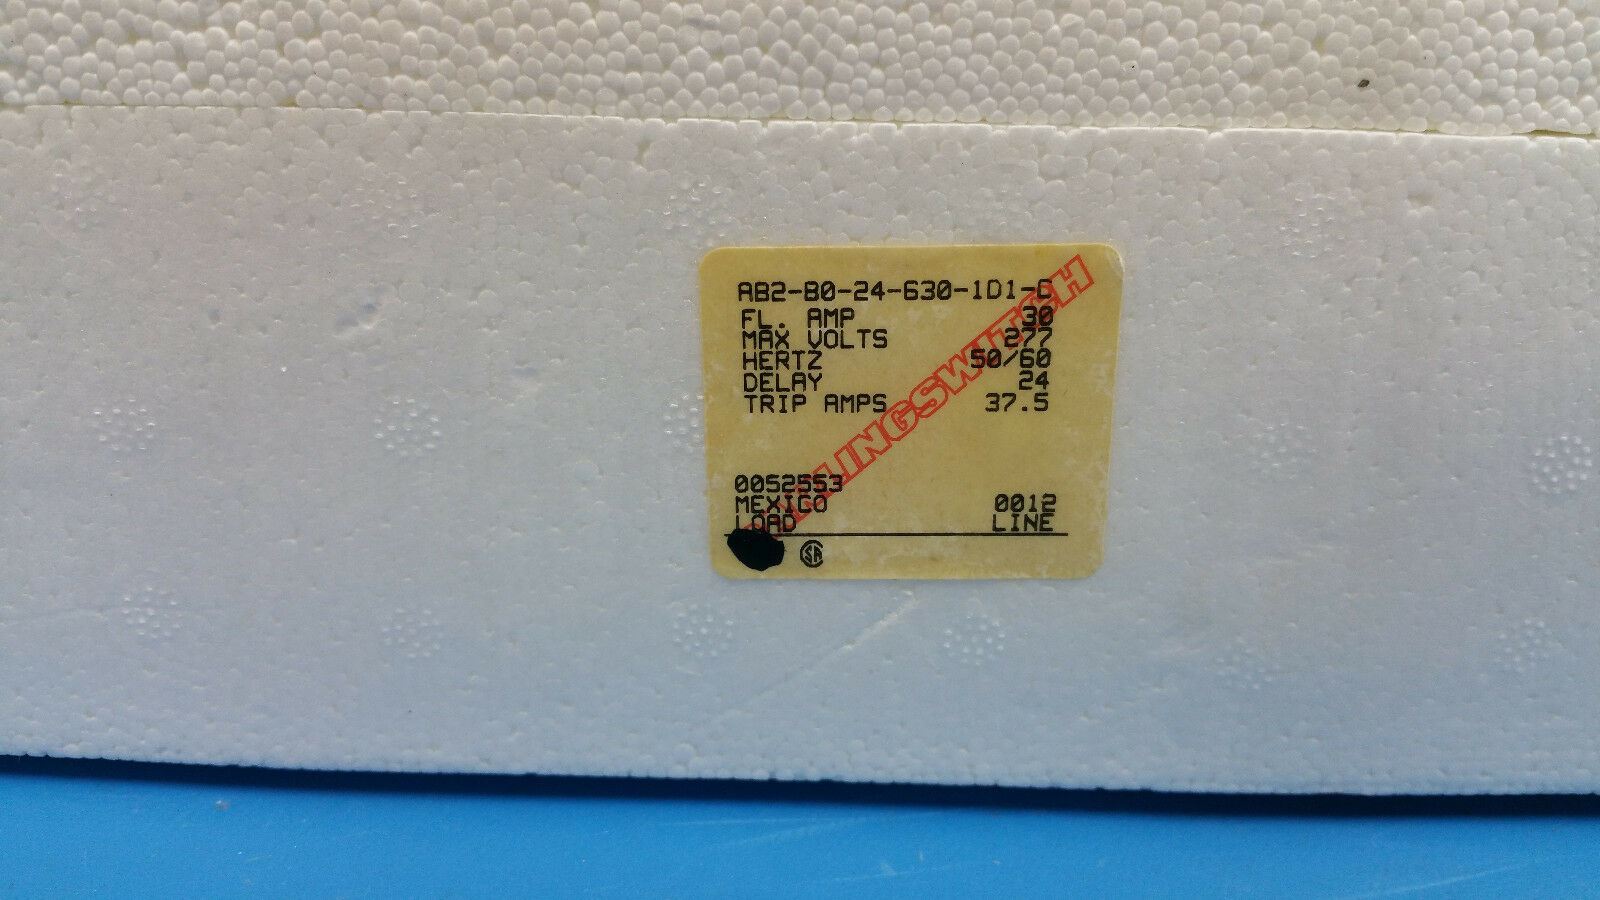 AB2-B0-24-630-1D1-C
FL. AMP 30
MAX VOLTS 277
HERTZ 50/60
DELAY 24
TRIP AMPS 37.5
0052553
MEXICO 0012
LOAD LINE